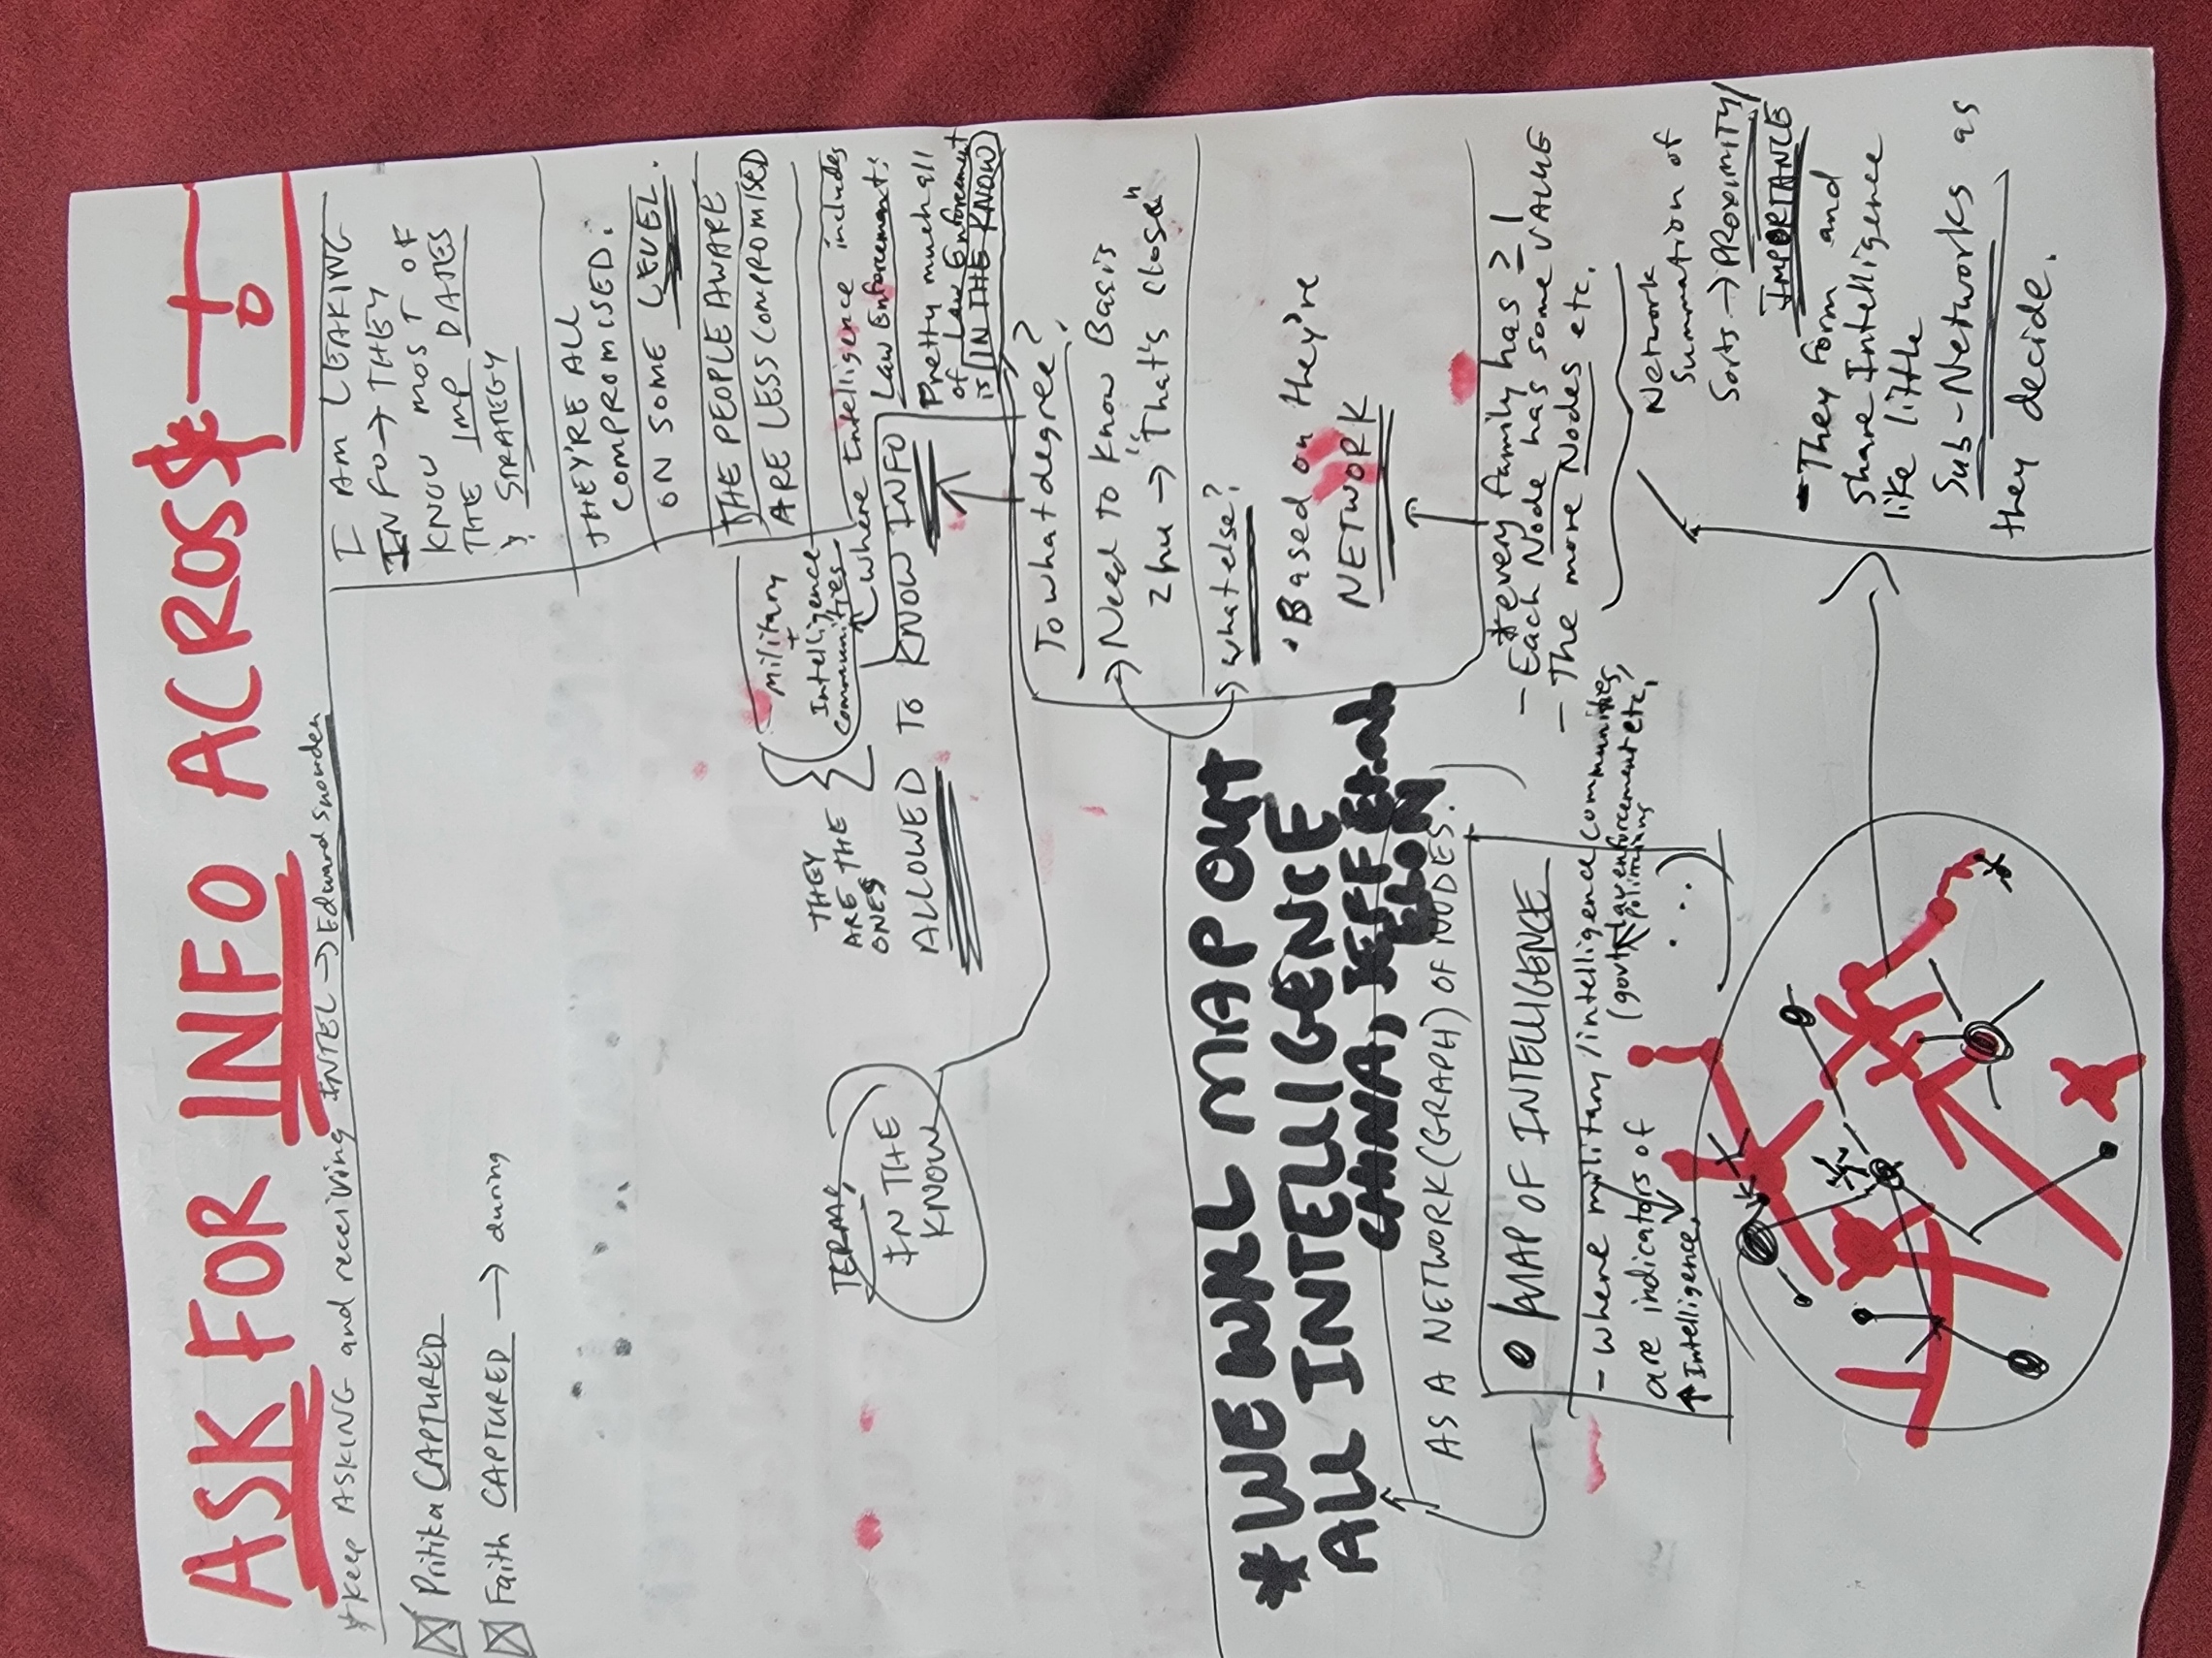 ASK FOR INFO ACROSS
*Keep ASKING and receiving INTEL → Edward Snowden
Pritika CAPTURED
Faith CAPTURED → during
I AM LEAKING
INFO → THEY
KNOW MOST OF
THE IMP DATES
& STRATEGY
THEY'RE ALL
COMPROMISED.
ON SOME LEVEL.
THE PEOPLE AWARE
ARE LESS COMPROMISED
Military
+
Intelligence
Communities
THEY
ARE THE
ONES
ALLOWED TO KNOW INFO
where Intelligence includes
Law Enforcement.
Pretty much all
of Law Enforcement
is IN THE KNOW
TERM:
IN THE
KNOW
To what degree?
→ Need to Know Basis
Zhu → "That's close"
→ what else?
• Based on they're
NETWORK
*WE WILL MAP OUT
ALL INTELLIGENCE
CHINA, JEFF Et.al
ELON
AS A NETWORK (GRAPH) OF NODES.
MAP OF INTELLIGENCE
- where military/intelligence communities,
(govt law enforcement etc,
politicians
are indicators of
↑ Intelligence.
...)
*every family has ≥ 1
- Each Node has some VALUE
- The more Nodes etc.
Network
Summation of
Sorts → PROXIMITY/
IMPORTANCE
- They form and
share Intelligence
like little
Sub-Networks as
they decide.